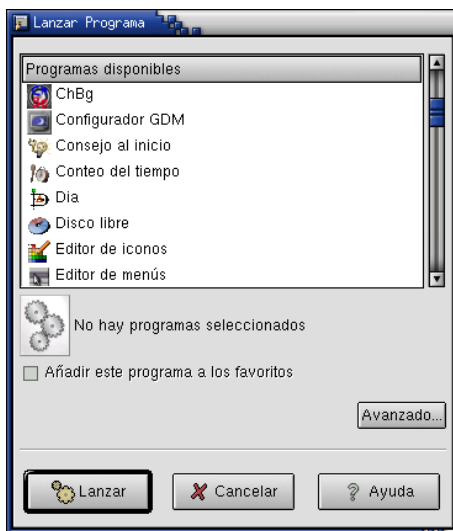 Lanzar Programa
Programas disponibles
ChBg
Configurador GDM
Consejo al inicio
Conteo del tiempo
Dia
Disco libre
Editor de iconos
Editor de menús
No hay programas seleccionados
Añadir este programa a los favoritos
Avanzado...
Lanzar
Cancelar
Ayuda